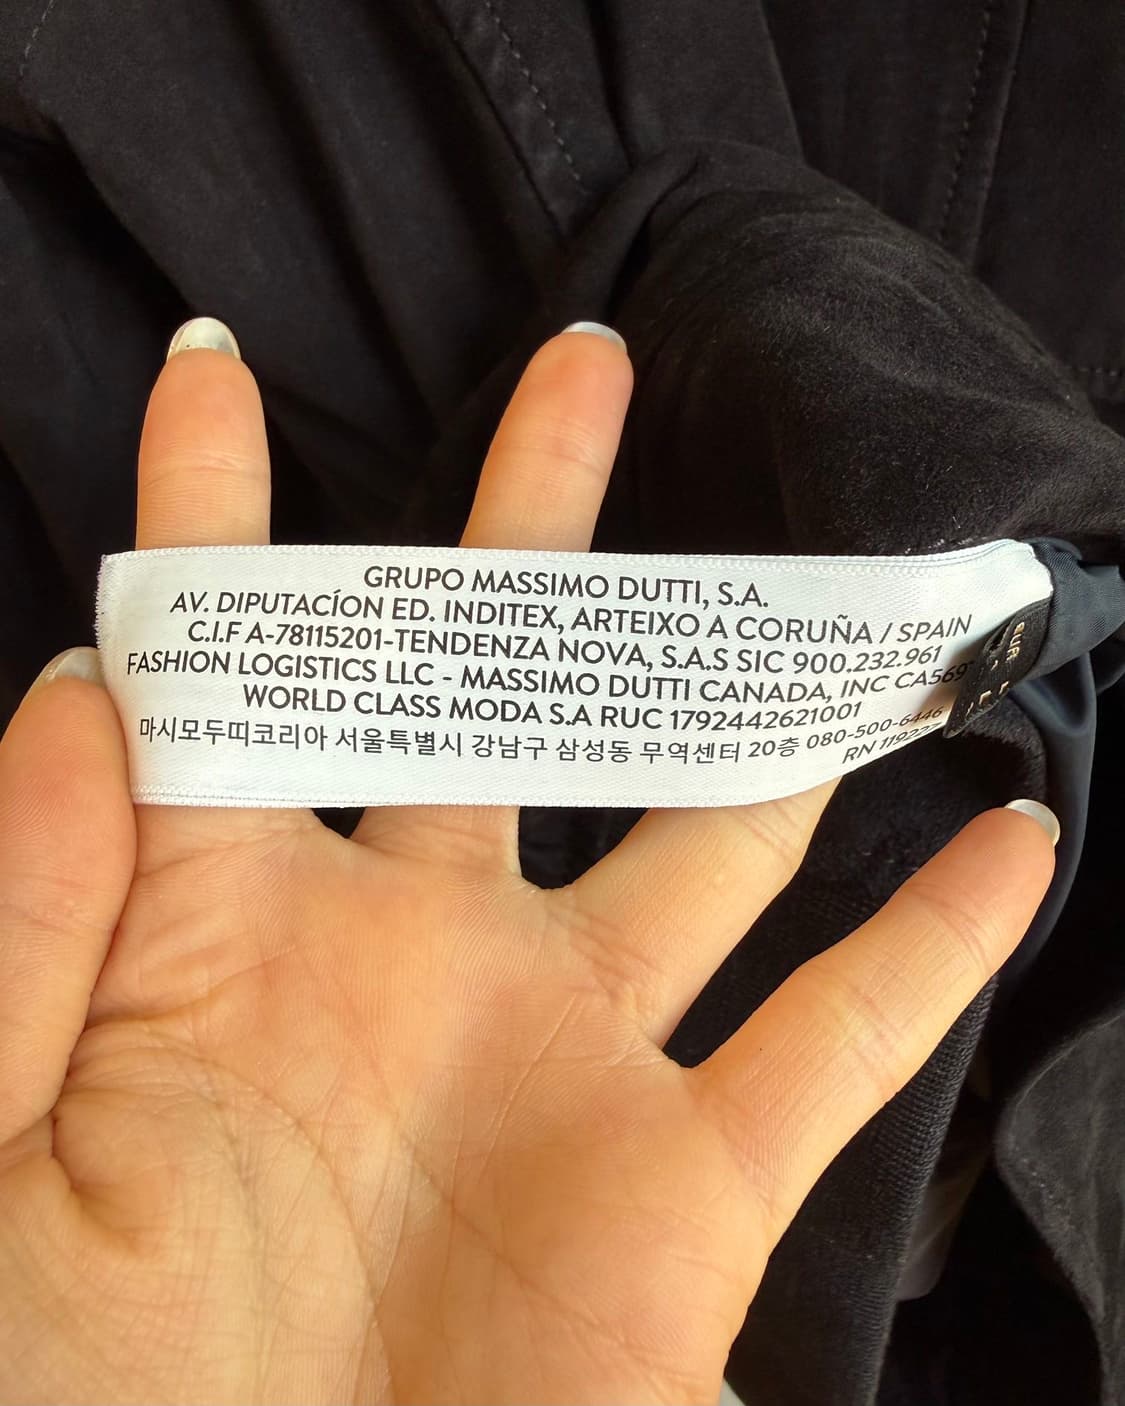 GRUPO MASSIMO DUTTI, S.A.
AV. DIPUTACÍON ED. INDITEX, ARTEIXO A CORUÑA / SPAIN
C.I.F A-78115201-TENDENZA NOVA, S.A.S SIC 900.232.961
FASHION LOGISTICS LLC - MASSIMO DUTTI CANADA, INC
WORLD CLASS MODA S.A RUC 1792442621001
마시모두띠코리아 서울특별시 강남구 삼성동 무역센터 20층 080-500-6446
RN